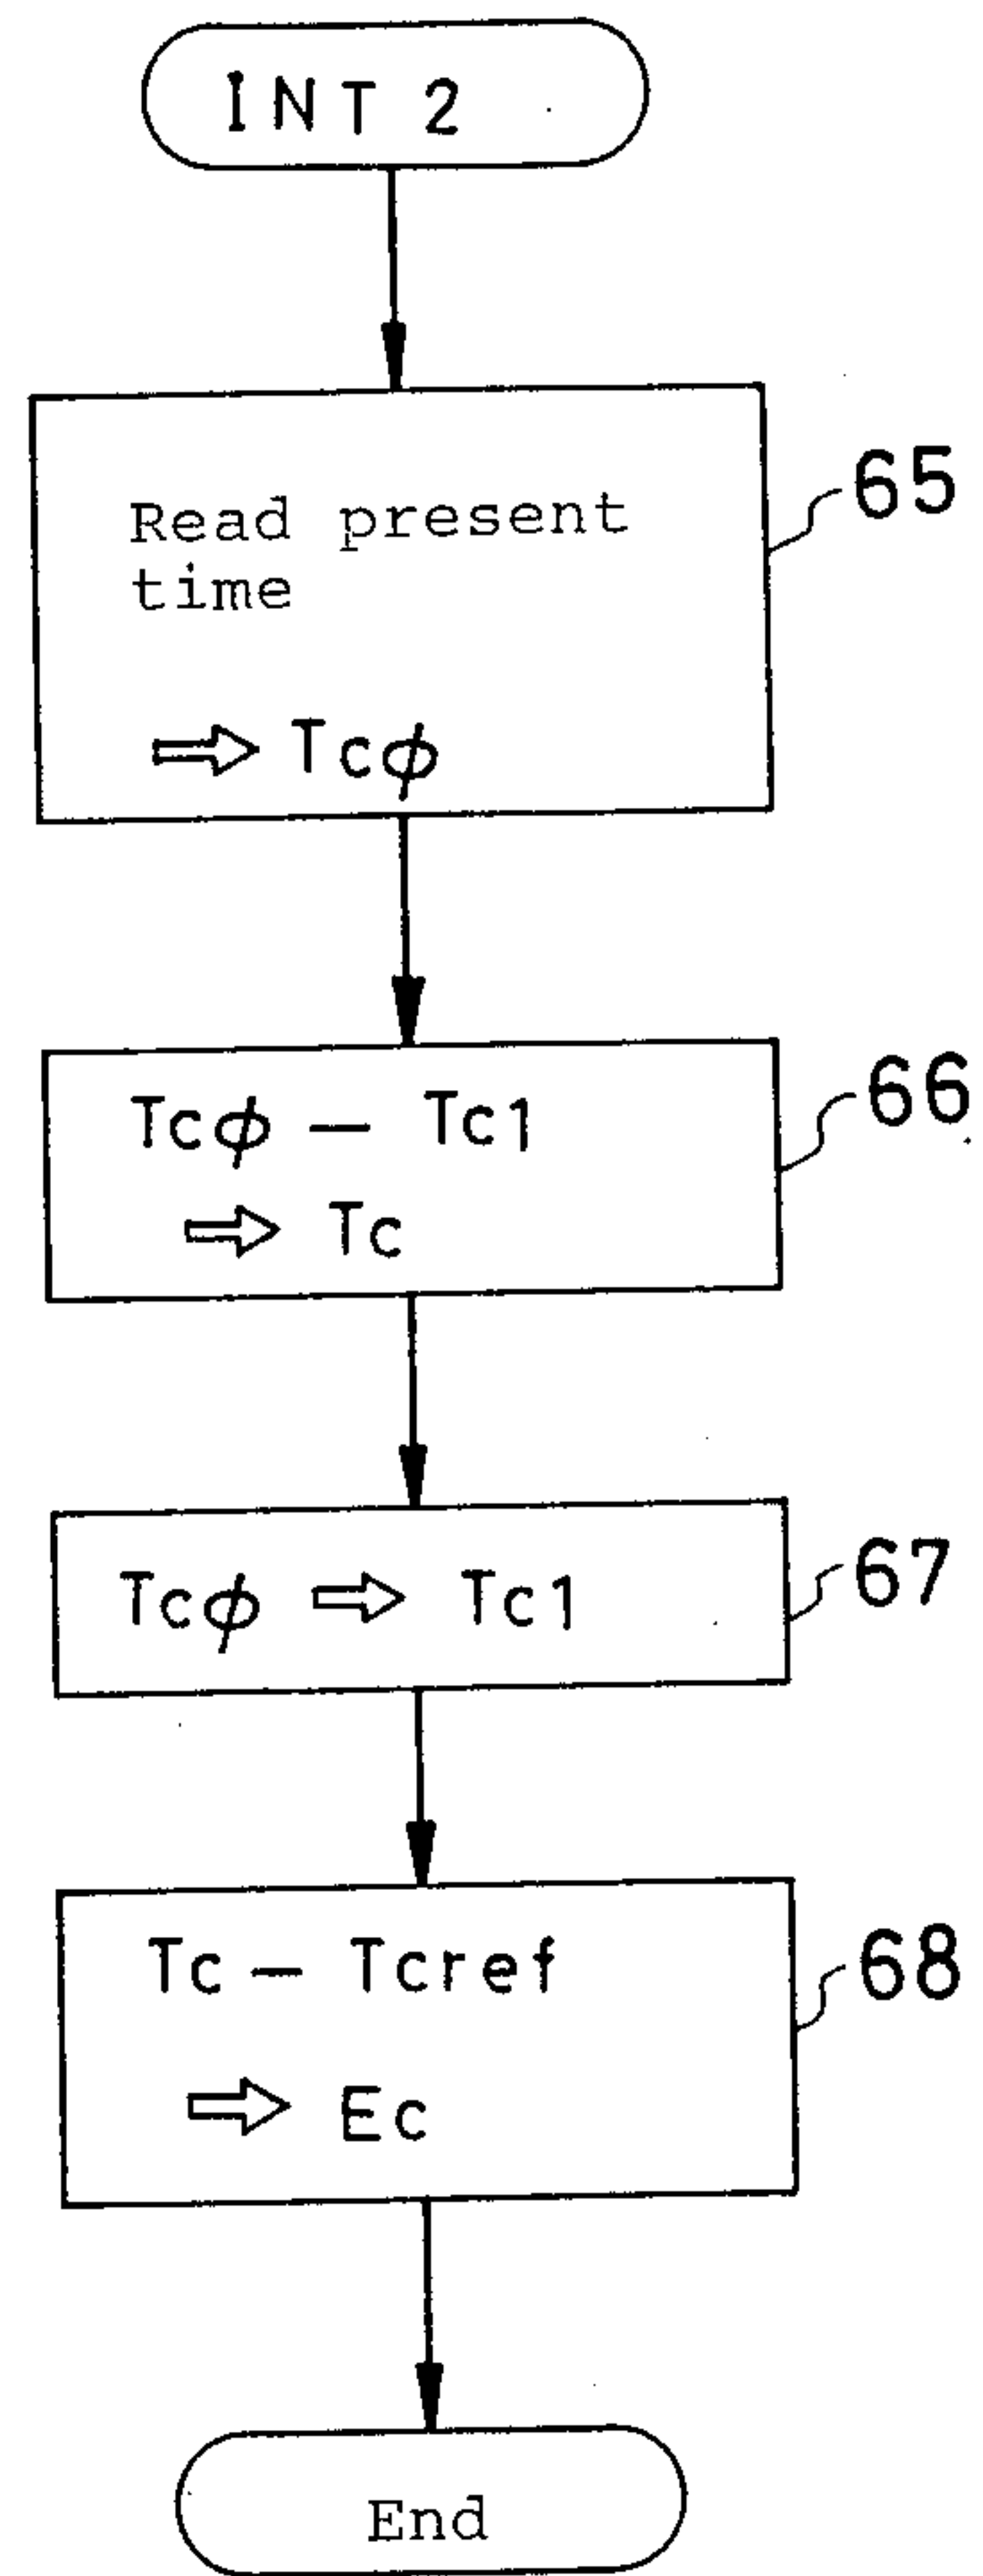 INT 2
Read present
time
⇨ Tcϕ
65
Tcϕ — Tc1
⇨ Tc
66
Tcϕ ⇨ Tc1
67
Tc — Tcref
⇨ Ec
68
End